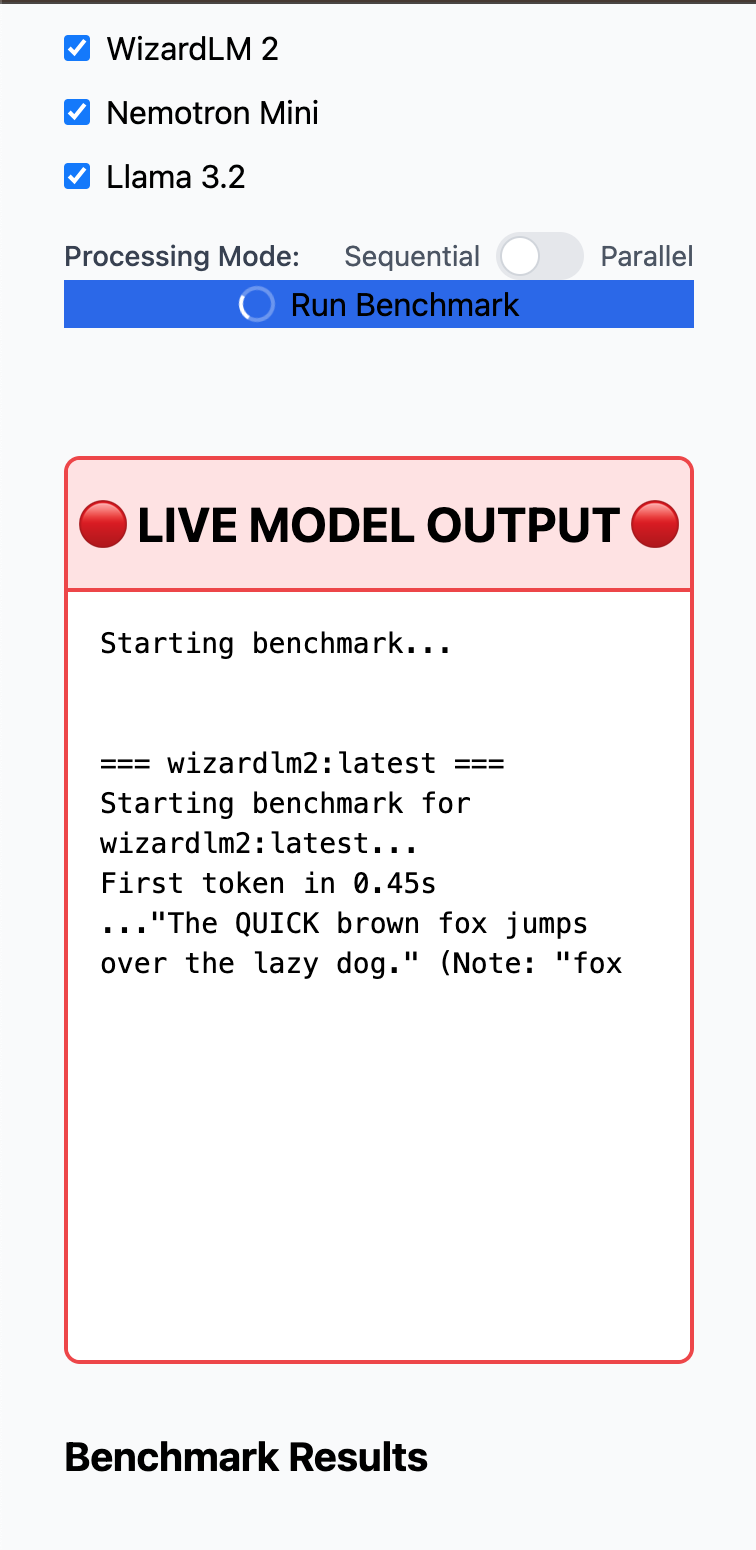 WizardLM 2
Nemotron Mini
Llama 3.2
Processing Mode: Sequential Parallel
Run Benchmark
🔴 LIVE MODEL OUTPUT 🔴
Starting benchmark...
=== wizardlm2:latest ===
Starting benchmark for
wizardlm2:latest...
First token in 0.45s
..."The QUICK brown fox jumps
over the lazy dog." (Note: "fox
Benchmark Results